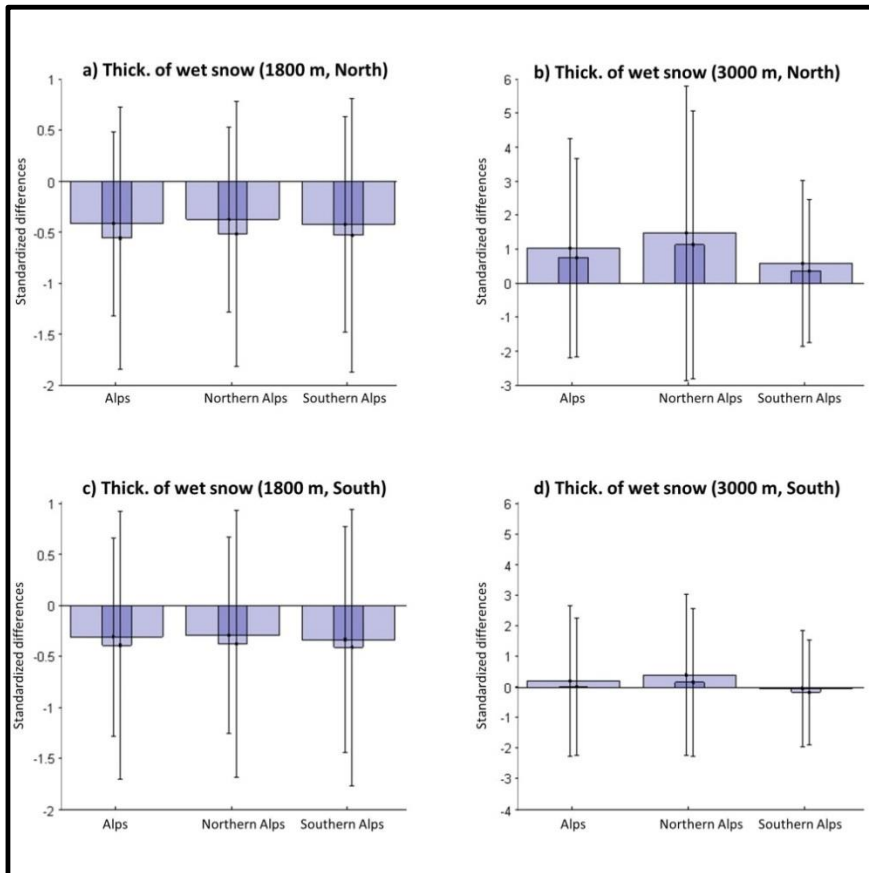 a) Thick. of wet snow (1800 m, North)
1
0.5
0
-0.5
-1
-1.5
-2
Standardized differences
Alps
Northern Alps
Southern Alps
b) Thick. of wet snow (3000 m, North)
6
5
4
3
2
1
0
-1
-2
-3
Standardized differences
Alps
Northern Alps
Southern Alps
c) Thick. of wet snow (1800 m, South)
1
0.5
0
-0.5
-1
-1.5
-2
Standardized differences
Alps
Northern Alps
Southern Alps
d) Thick. of wet snow (3000 m, South)
6
5
4
3
2
1
0
-1
-2
-3
-4
Standardized differences
Alps
Northern Alps
Southern Alps